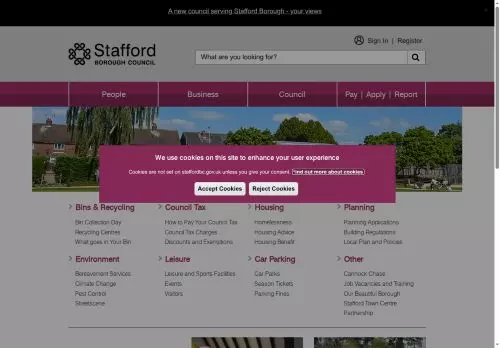 A new council serving Stafford Borough - your views
×
Stafford
BOROUGH COUNCIL
Sign In | Register
What are you looking for?
People
Business
Council
Pay | Apply | Report
We use cookies on this site to enhance your user experience
Cookies are not set on staffordbc.gov.uk unless you give your consent. Find out more about cookies.
Accept Cookies
Reject Cookies
Bins & Recycling
Bin Collection Day
Recycling Centres
What goes in Your Bin
Council Tax
How to Pay Your Council Tax
Council Tax Charges
Discounts and Exemptions
Housing
Homelessness
Housing Advice
Housing Benefit
Planning
Planning Applications
Building Regulations
Local Plan and Policies
Environment
Bereavement Services
Climate Change
Pest Control
Streetscene
Leisure
Leisure and Sports Facilities
Events
Visitors
Car Parking
Car Parks
Season Tickets
Parking Fines
Other
Cannock Chase
Job Vacancies and Training
Our Beautiful Borough
Stafford Town Centre
Partnership